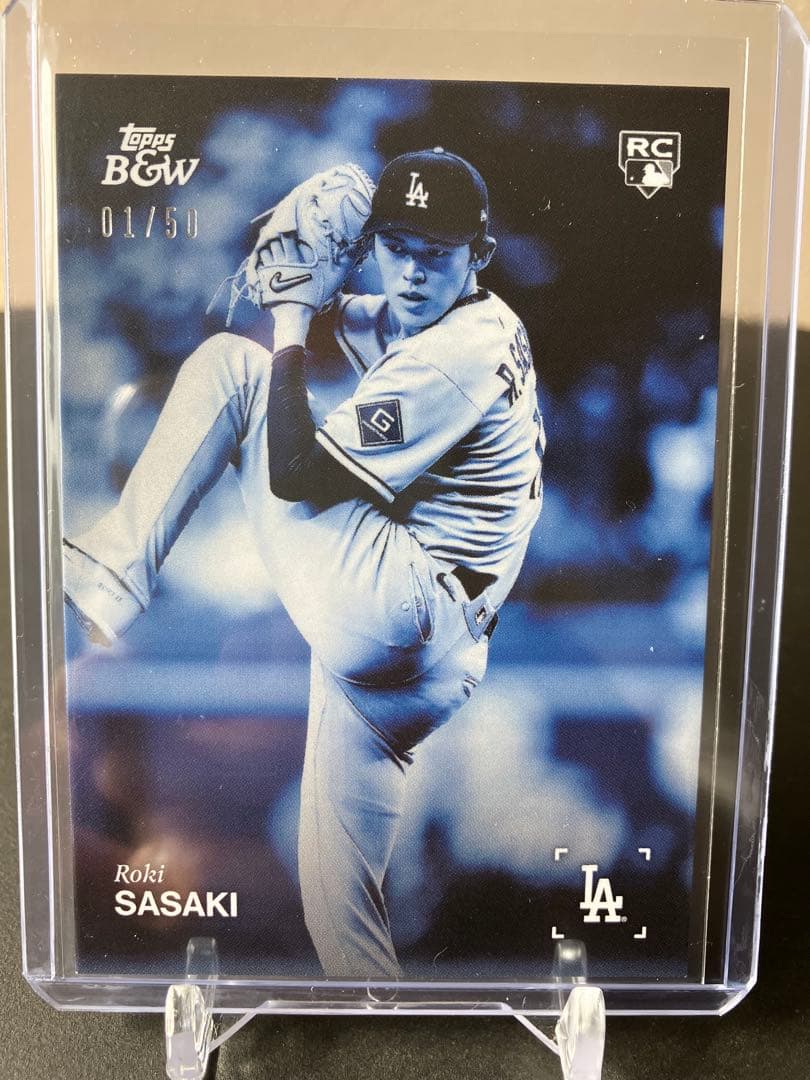 Topps
B&W
01/50
RC
LA
G
Roki
SASAKI
LA